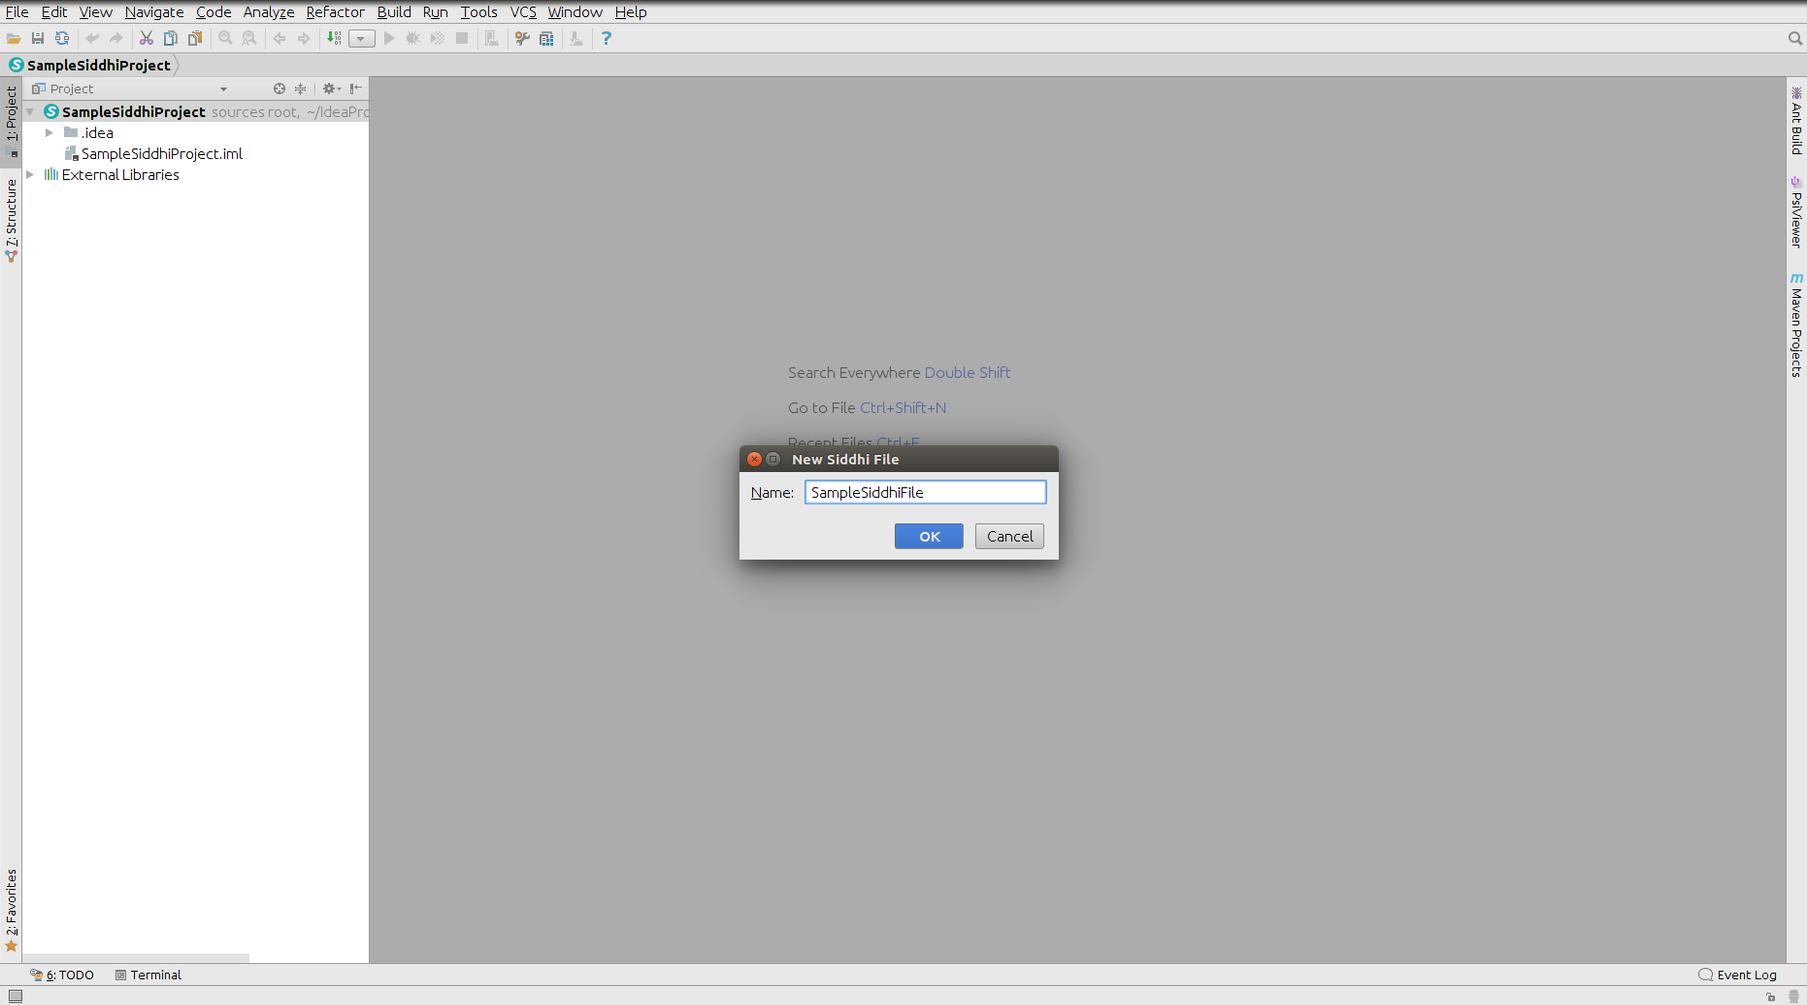 File Edit View Navigate Code Analyze Refactor Build Run Tools VCS Window Help
SampleSiddhiProject
Project
SampleSiddhiProject sources root, ~/IdeaPro
.idea
SampleSiddhiProject.iml
External Libraries
1: Project
7: Structure
2: Favorites
Ant Build
PsiViewer
Maven Projects
Search Everywhere Double Shift
Go to File Ctrl+Shift+N
Recent Files Ctrl+E
New Siddhi File
Name: SampleSiddhiFile
OK Cancel
6: TODO Terminal Event Log